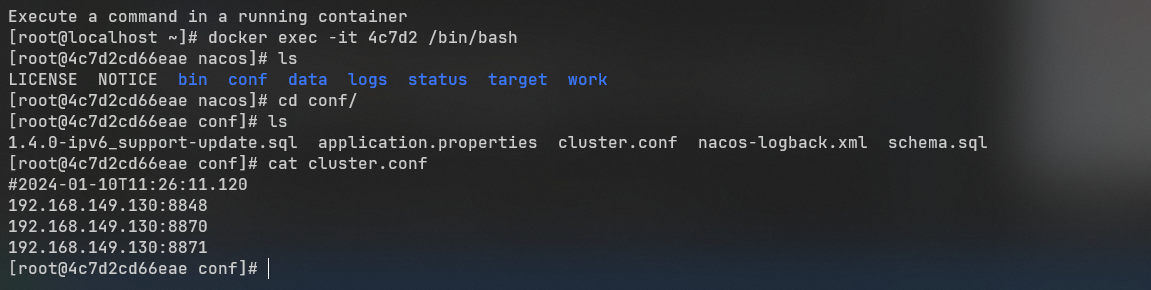 Execute a command in a running container
[root@localhost ~]# docker exec -it 4c7d2 /bin/bash
[root@4c7d2cd66eae nacos]# ls
LICENSE  NOTICE  bin  conf  data  logs  status  target  work
[root@4c7d2cd66eae nacos]# cd conf/
[root@4c7d2cd66eae conf]# ls
1.4.0-ipv6_support-update.sql  application.properties  cluster.conf  nacos-logback.xml  schema.sql
[root@4c7d2cd66eae conf]# cat cluster.conf
#2024-01-10T11:26:11.120
192.168.149.130:8848
192.168.149.130:8870
192.168.149.130:8871
[root@4c7d2cd66eae conf]#